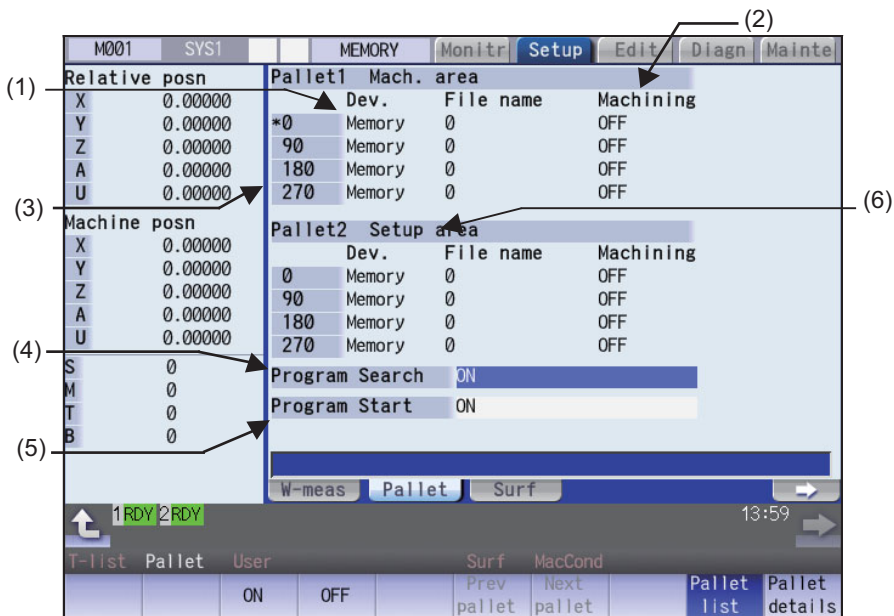 (2)
M001 SYS1 MEMORY Monitr Setup Edit Diagn Mainte
(1)
Relative posn
X 0.00000
Y 0.00000
Z 0.00000
A 0.00000
U 0.00000
(3)
Machine posn
X 0.00000
Y 0.00000
Z 0.00000
A 0.00000
U 0.00000
(4)
S 0
M 0
T 0
B 0
(5)
Pallet1 Mach. area
Dev. File name Machining
*0 Memory 0 OFF
90 Memory 0 OFF
180 Memory 0 OFF
270 Memory 0 OFF
(6)
Pallet2 Setup area
Dev. File name Machining
0 Memory 0 OFF
90 Memory 0 OFF
180 Memory 0 OFF
270 Memory 0 OFF
Program Search ON
Program Start ON
W-meas Pallet Surf
1 RDY 2 RDY 13:59
T-list Pallet User Surf MacCond
ON OFF Prev pallet Next pallet Pallet list Pallet details